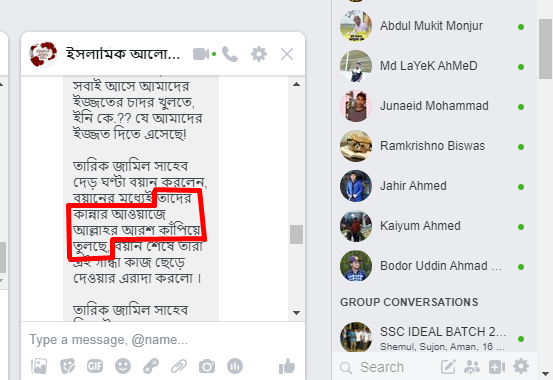 ইসলামিক আলো...
সবাই আসে আমাদের
ইজ্জতের চাদর খুলতে,
ইনি কে.?? যে আমাদের
ইজ্জত দিতে এসেছে!
তারিক জামিল সাহেব
দেড় ঘণ্টা বয়ান করলেন,
বয়ানের মধ্যেই তাদের
কান্নার আওয়াজে
আল্লাহর আরশ কাঁপিয়ে
তুলছে, বয়ান শেষে তারা
এই গান্ধা কাজ ছেড়ে
দেওয়ার এরাদা করলো ।
তারিক জামিল সাহেব
Type a message, @name...
GIF
Abdul Mukit Monjur
Md LaYeK AhMeD
Junaeid Mohammad
Ramkrishno Biswas
Jahir Ahmed
Kaiyum Ahmed
Bodor Uddin Ahmad ...
GROUP CONVERSATIONS
SSC IDEAL BATCH 2...
Shemul, Sujon, Aman, 16 ...
Search